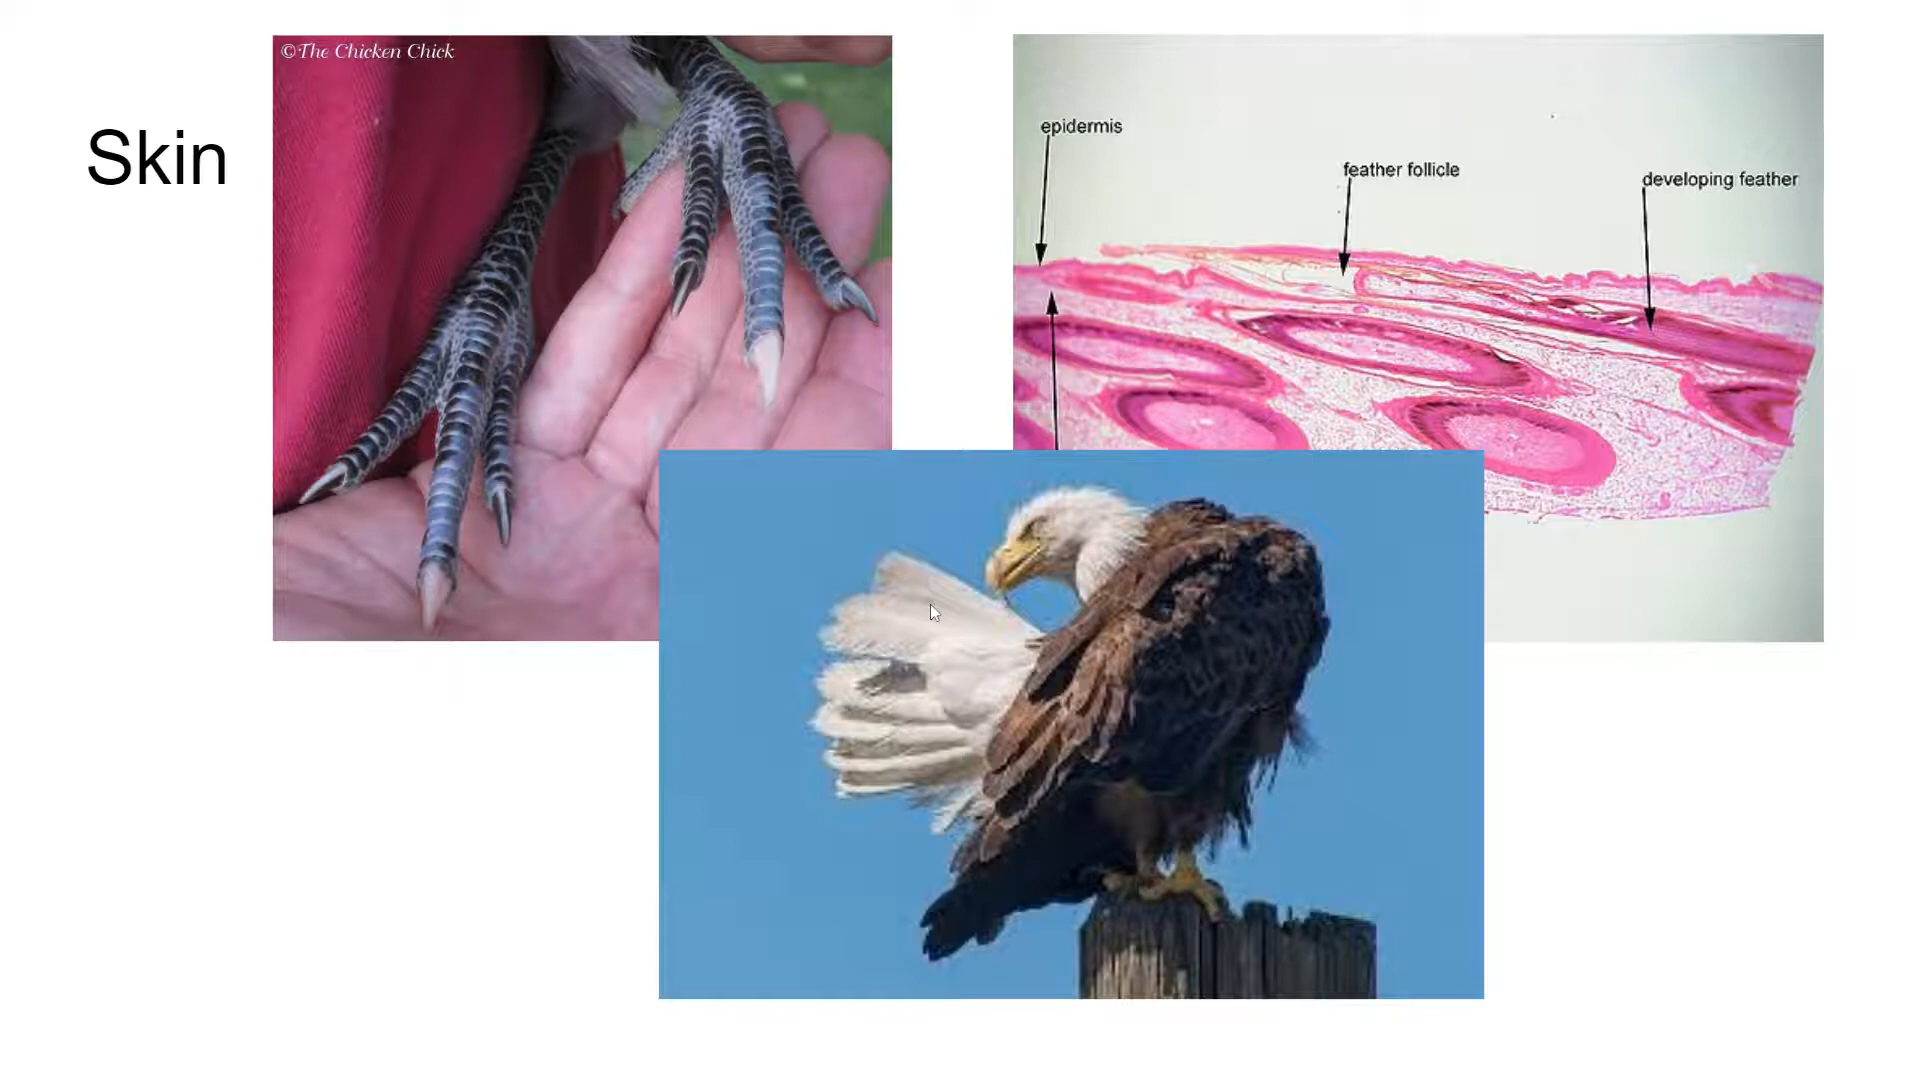 Skin
©The Chicken Chick
epidermis
feather follicle
developing feather